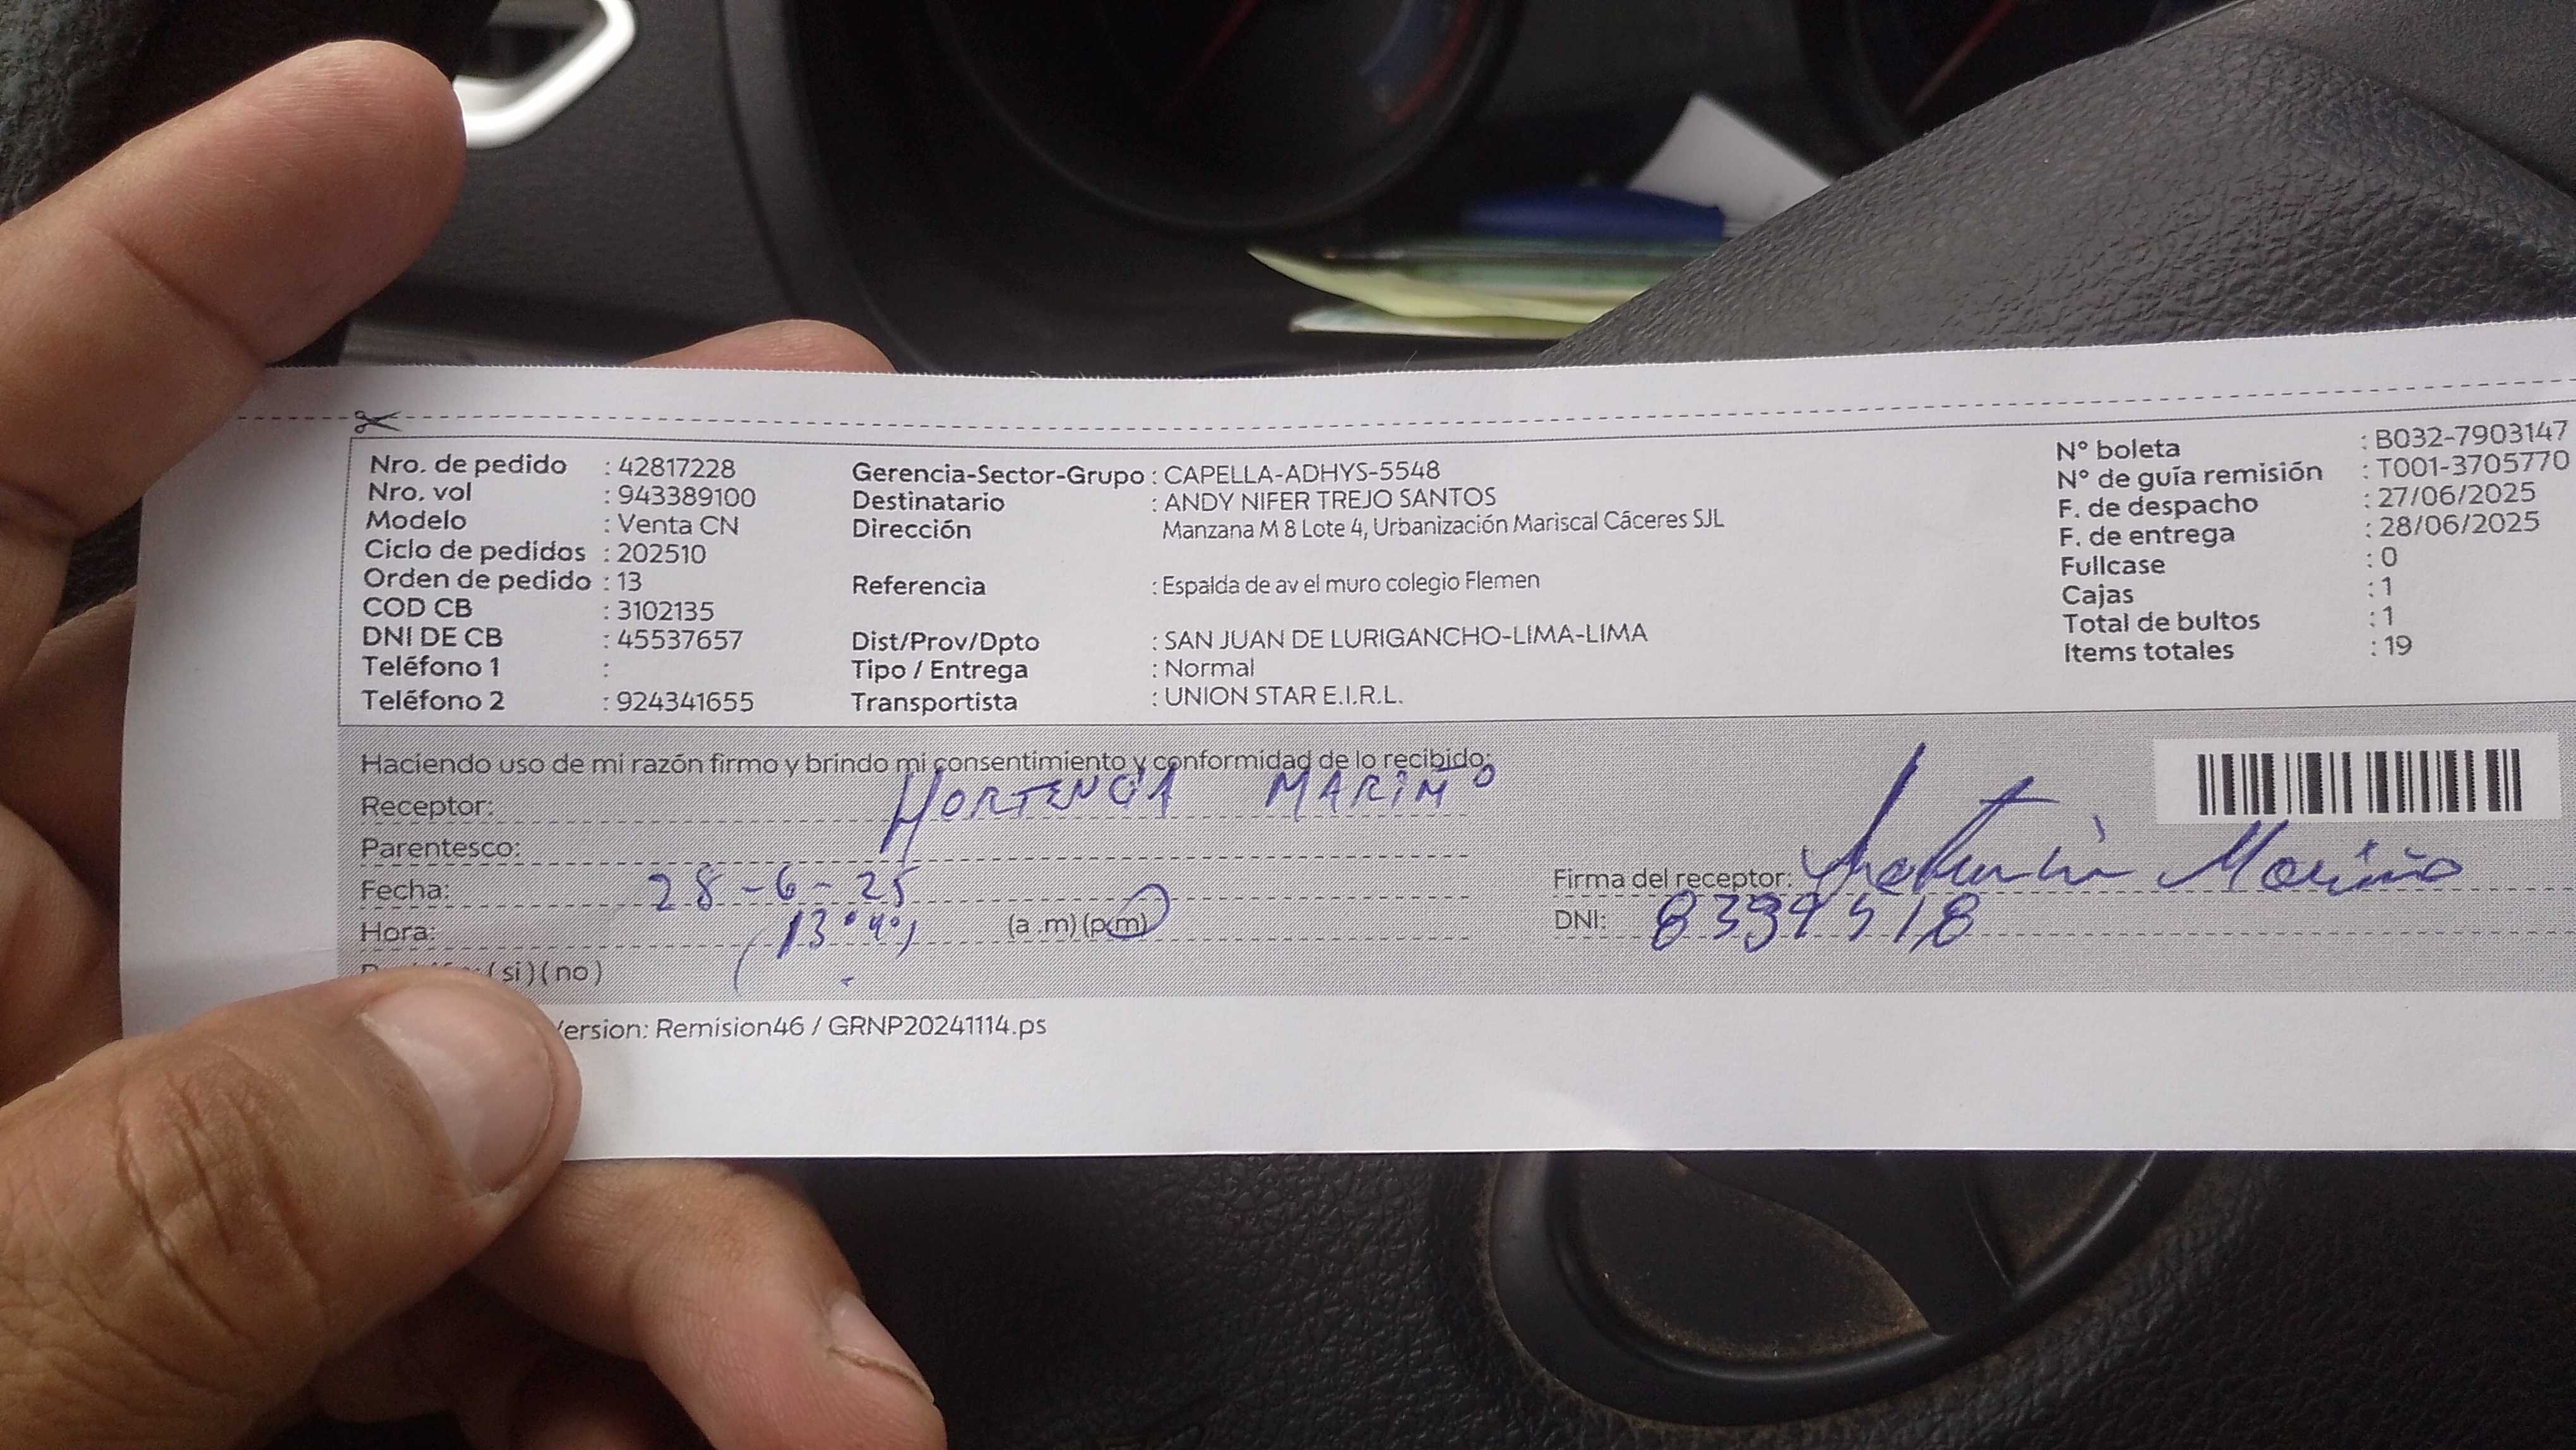 Nro. de pedido : 42817228
Nro. vol : 943389100
Modelo : Venta CN
Ciclo de pedidos : 202510
Orden de pedido : 13
COD CB : 3102135
DNI DE CB : 45537657
Teléfono 1 :
Teléfono 2 : 924341655
Gerencia-Sector-Grupo : CAPELLA-ADHYS-5548
Destinatario : ANDY NIFER TREJO SANTOS
Dirección Manzana M 8 Lote 4, Urbanización Mariscal Cáceres SJL
Referencia : Espalda de av el muro colegio Flemen
Dist/Prov/Dpto : SAN JUAN DE LURIGANCHO-LIMA-LIMA
Tipo / Entrega : Normal
Transportista : UNION STAR E.I.R.L.
N° boleta : B032-7903147
N° de guía remisión : T001-3705770
F. de despacho : 27/06/2025
F. de entrega : 28/06/2025
Fullcase : 0
Cajas : 1
Total de bultos : 1
Items totales : 19
Haciendo uso de mi razón firmo y brindo mi consentimiento y conformidad de lo recibido:
Receptor: HORTENCIA MARIÑO
Parentesco:
Fecha: 28-6-25
Hora: (a .m) (p.m)
(si) (no)
Firma del receptor: Mariño
DNI:
Version: Remision46 / GRNP20241114.ps